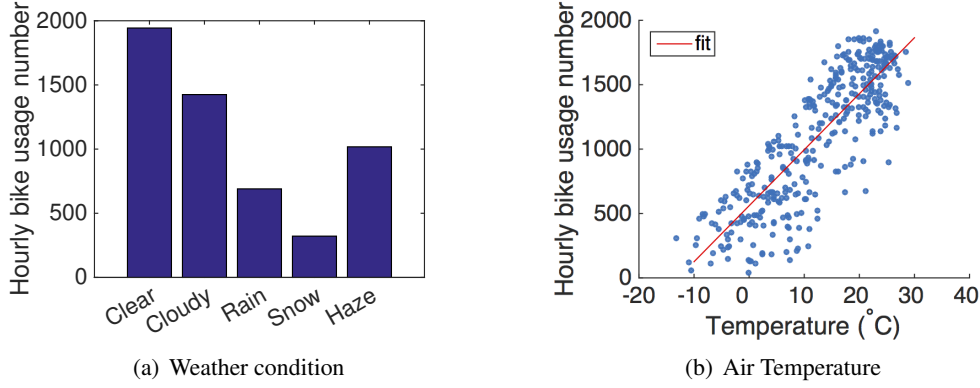 Hourly bike usage number
2000
1500
1000
500
0
Clear
Cloudy
Rain
Snow
Haze
(a) Weather condition
Hourly bike usage number
2000
1500
1000
500
0
fit
-20 -10 0 10 20 30 40
Temperature (°C)
(b) Air Temperature